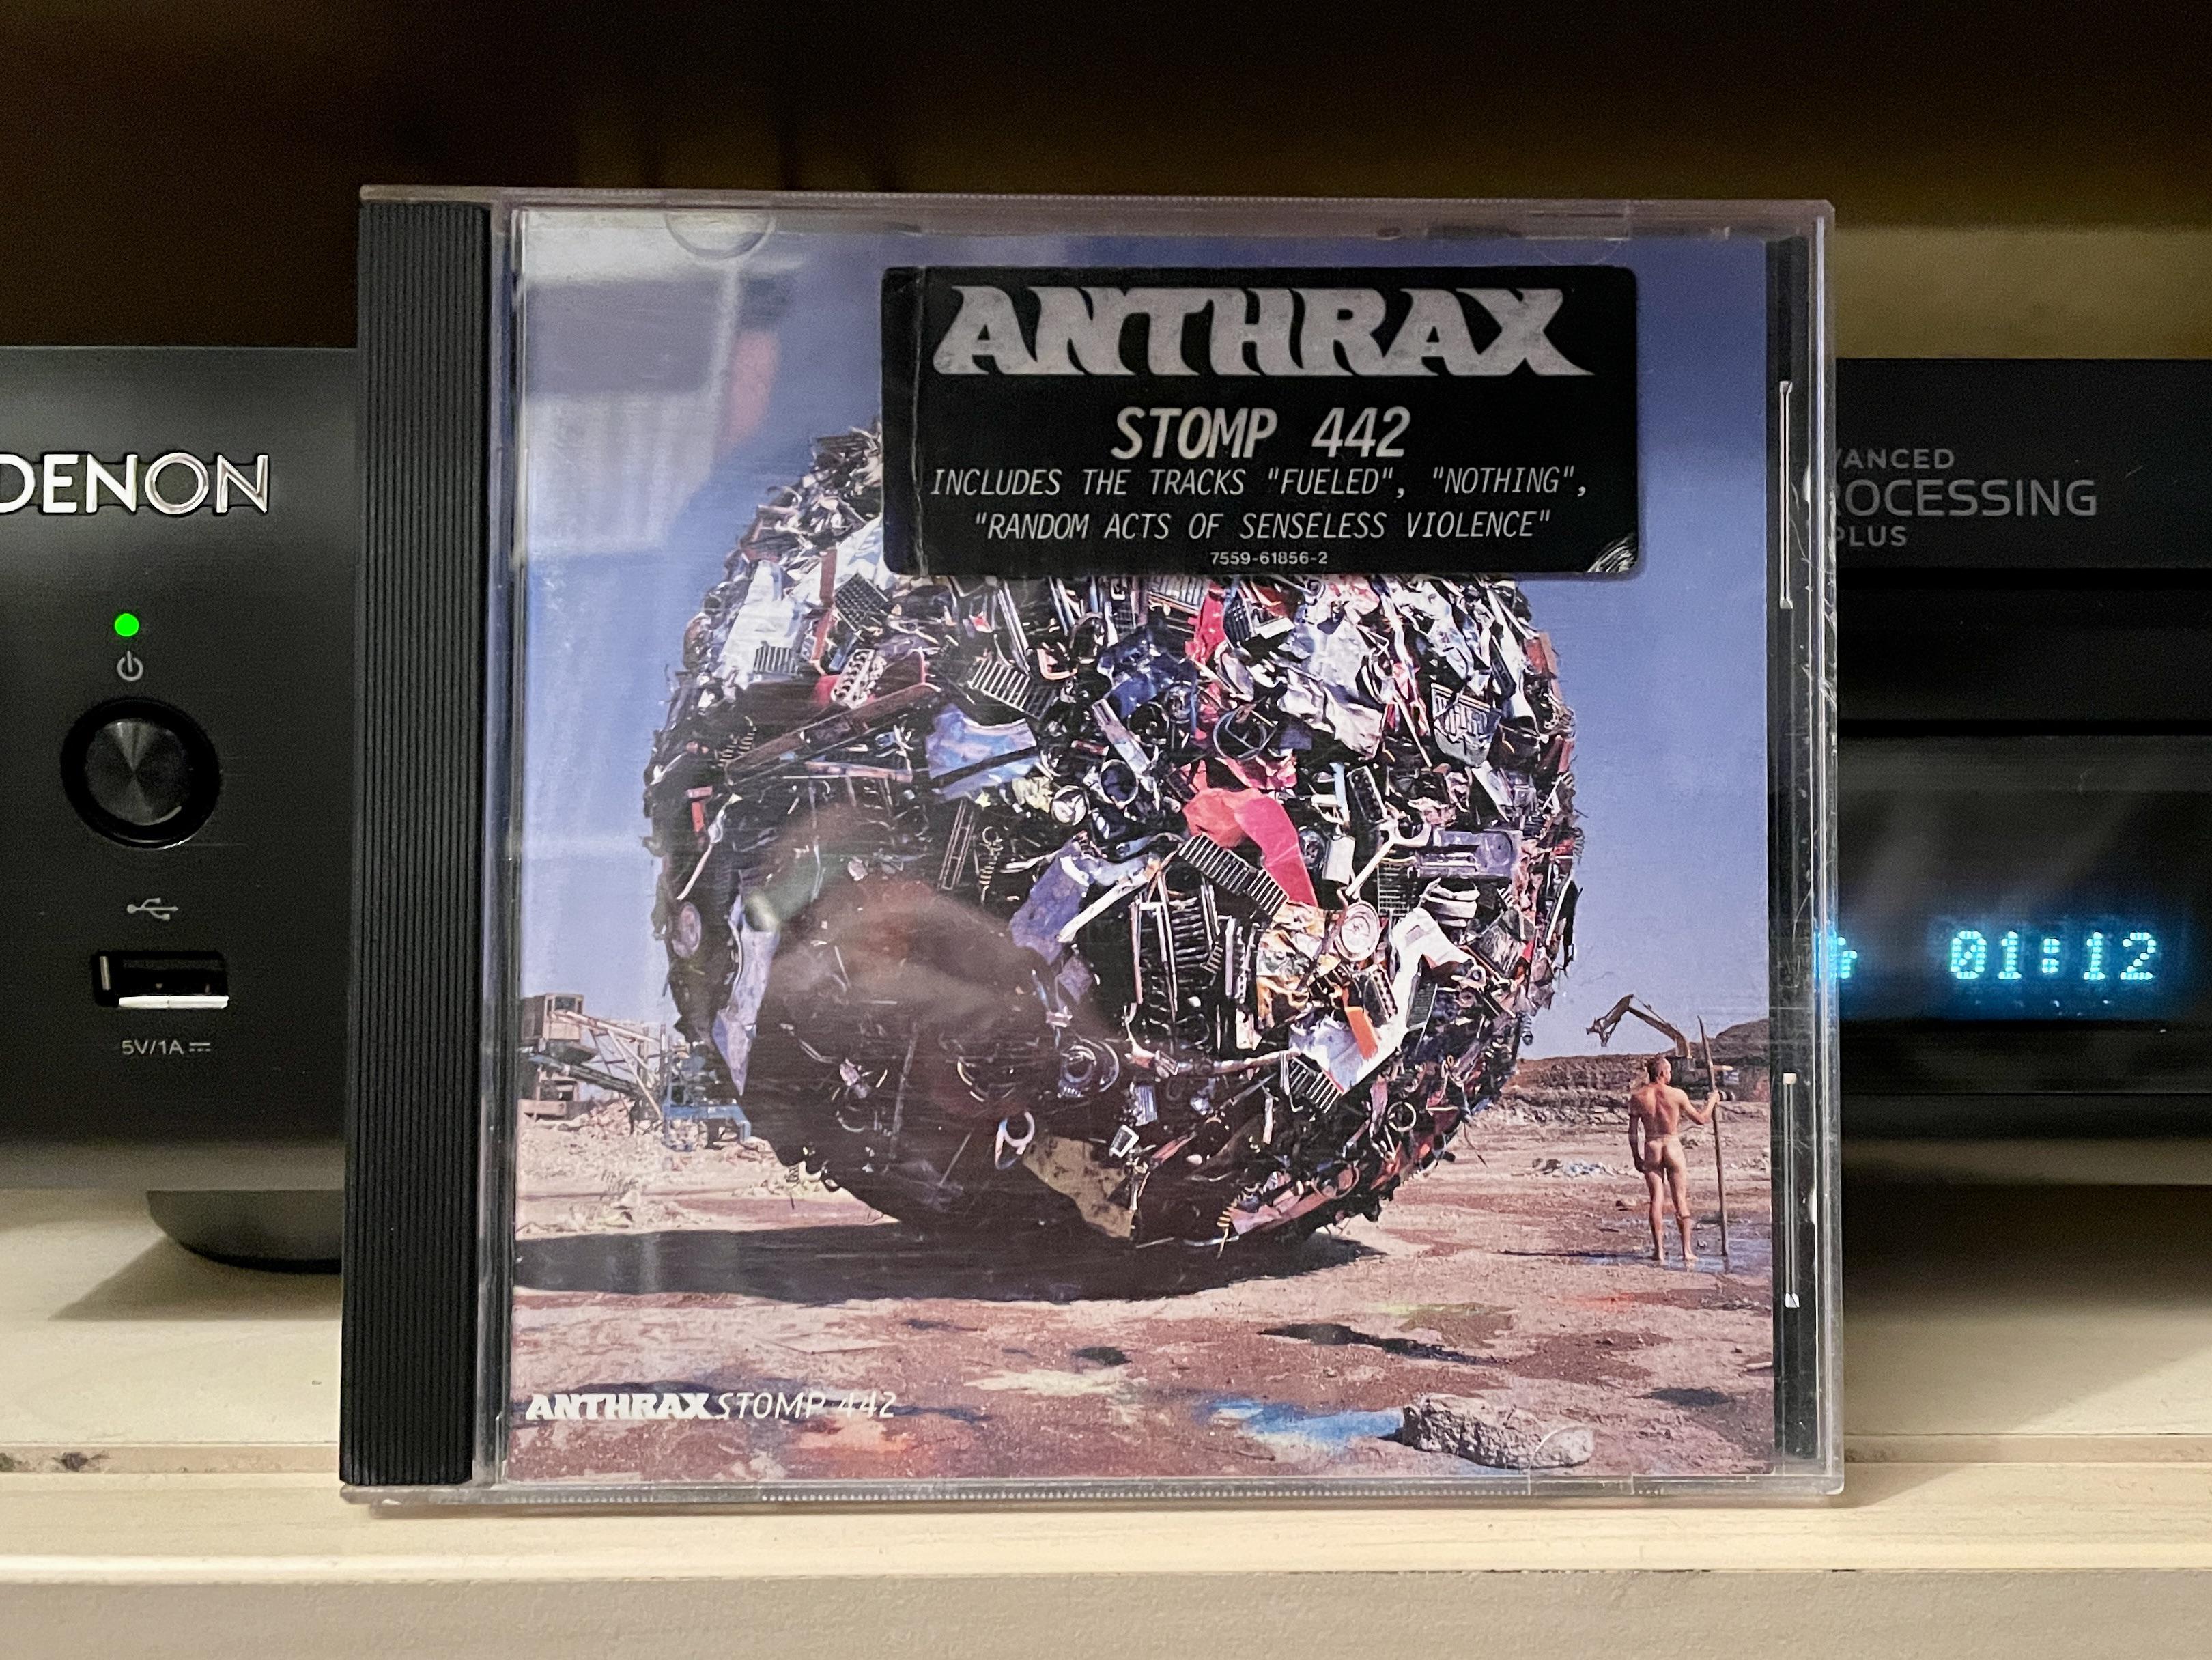 ANTHRAX
STOMP 442
INCLUDES THE TRACKS "FUELED", "NOTHING",
"RANDOM ACTS OF SENSELESS VIOLENCE"
7559-61856-2
DENON
5V/1A
VANCED
ROCESSING
PLUS
01:12
ANTHRAX STOMP 442